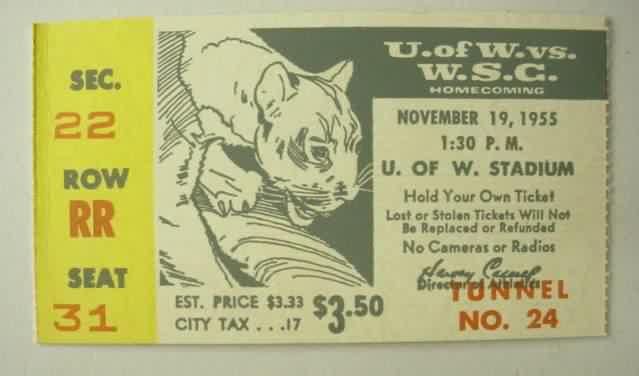 SEC.
22
ROW
RR
SEAT
31
U. of W. vs.
W.S.C.
HOMECOMING
NOVEMBER 19, 1955
1:30 P. M.
U. OF W. STADIUM
Hold Your Own Ticket
Lost or Stolen Tickets Will Not
Be Replaced or Refunded
No Cameras or Radios
Director of Athletics
TUNNEL
NO. 24
EST. PRICE $3.33
CITY TAX . . .17
$3.50